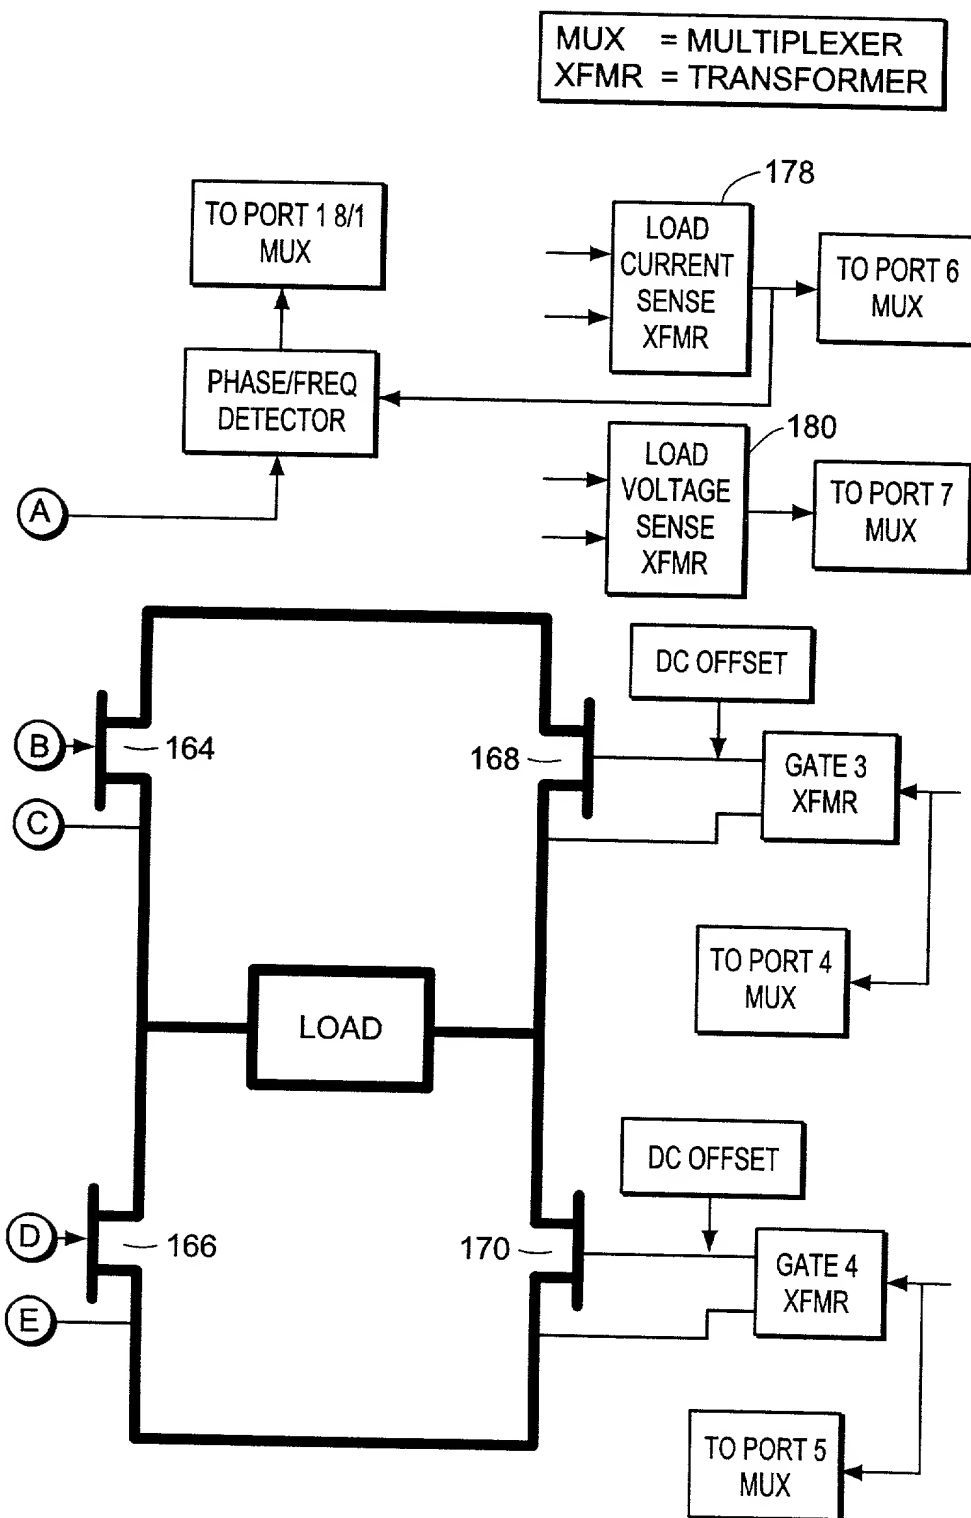 MUX = MULTIPLEXER
XFMR = TRANSFORMER
178
TO PORT 1 8/1
MUX
LOAD
CURRENT
SENSE
XFMR
TO PORT 6
MUX
PHASE/FREQ
DETECTOR
180
LOAD
VOLTAGE
SENSE
XFMR
TO PORT 7
MUX
A
DC OFFSET
B
164
168
GATE 3
XFMR
C
TO PORT 4
MUX
LOAD
DC OFFSET
D
166
170
GATE 4
XFMR
E
TO PORT 5
MUX